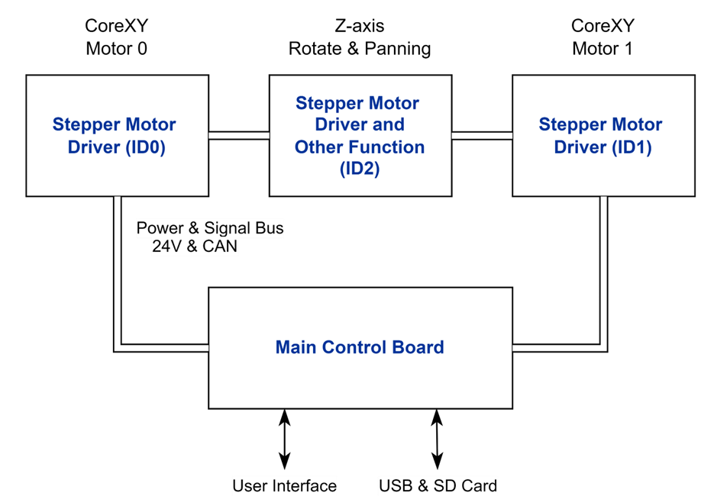 CoreXY
Motor 0
Z-axis
Rotate & Panning
CoreXY
Motor 1
Stepper Motor
Driver (ID0)
Stepper Motor
Driver and
Other Function
(ID2)
Stepper Motor
Driver (ID1)
Power & Signal Bus
24V & CAN
Main Control Board
User Interface
USB & SD Card